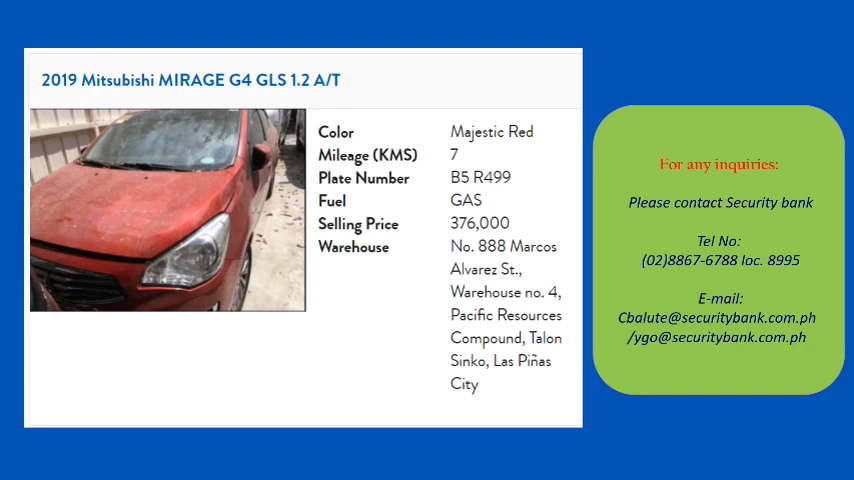 2019 Mitsubishi MIRAGE G4 GLS 1.2 A/T
Color Majestic Red
Mileage (KMS) 7
Plate Number B5 R499
Fuel GAS
Selling Price 376,000
Warehouse No. 888 Marcos
Alvarez St.,
Warehouse no. 4,
Pacific Resources
Compound, Talon
Sinko, Las Piñas
City
For any inquiries:
Please contact Security bank
Tel No:
(02)8867-6788 loc. 8995
E-mail:
Cbalute@securitybank.com.ph
/ygo@securitybank.com.ph